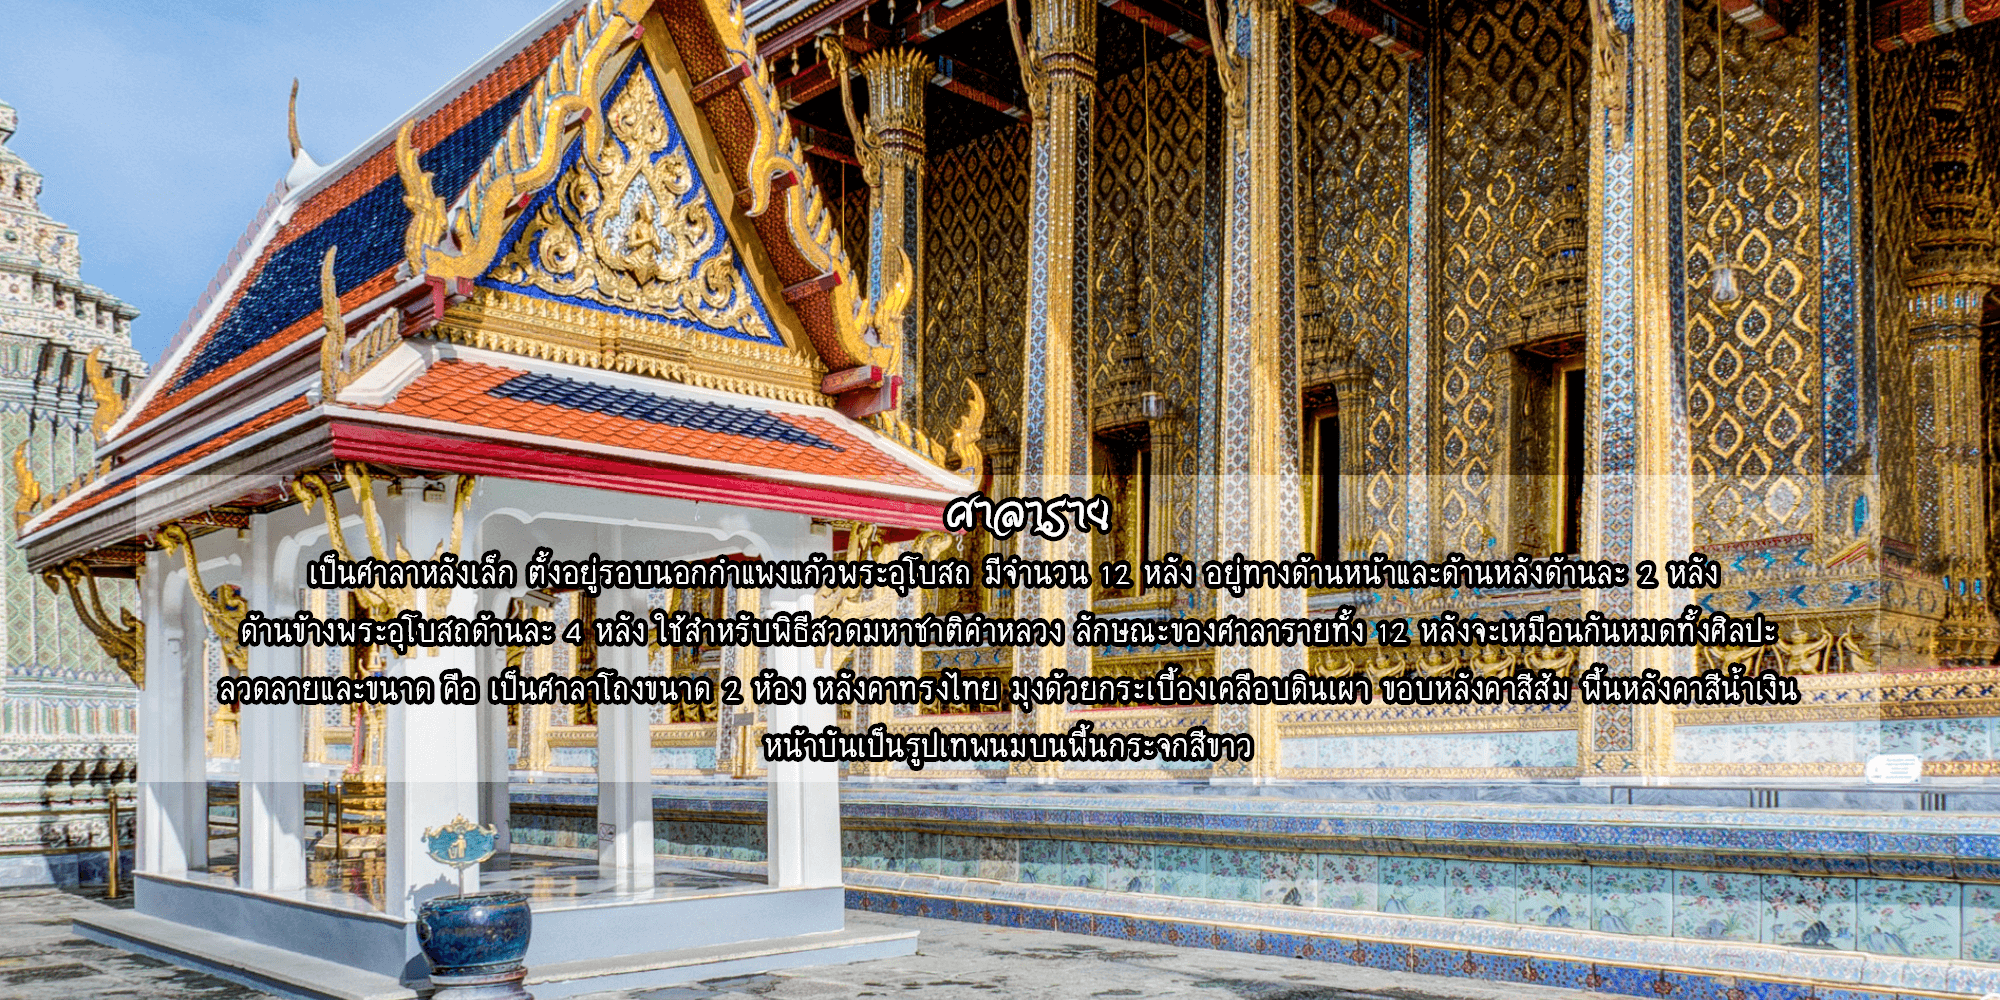 ศาลาราย
เป็นศาลาหลังเล็ก ตั้งอยู่รอบนอกกำแพงแก้วพระอุโบสถ มีจำนวน 12 หลัง อยู่ทางด้านหน้าและด้านหลังด้านละ 2 หลัง
ด้านข้างพระอุโบสถด้านละ 4 หลัง ใช้สำหรับพิธีสวดมหาชาติคำหลวง ลักษณะของศาลารายทั้ง 12 หลังจะเหมือนกันหมดทั้งศิลปะ
ลวดลายและขนาด คือ เป็นศาลาโถงขนาด 2 ห้อง หลังคาทรงไทย มุงด้วยกระเบื้องเคลือบดินเผา ขอบหลังคาสีส้ม พื้นหลังคาสีน้ำเงิน
หน้าบันเป็นรูปเทพนมบนพื้นกระจกสีขาว